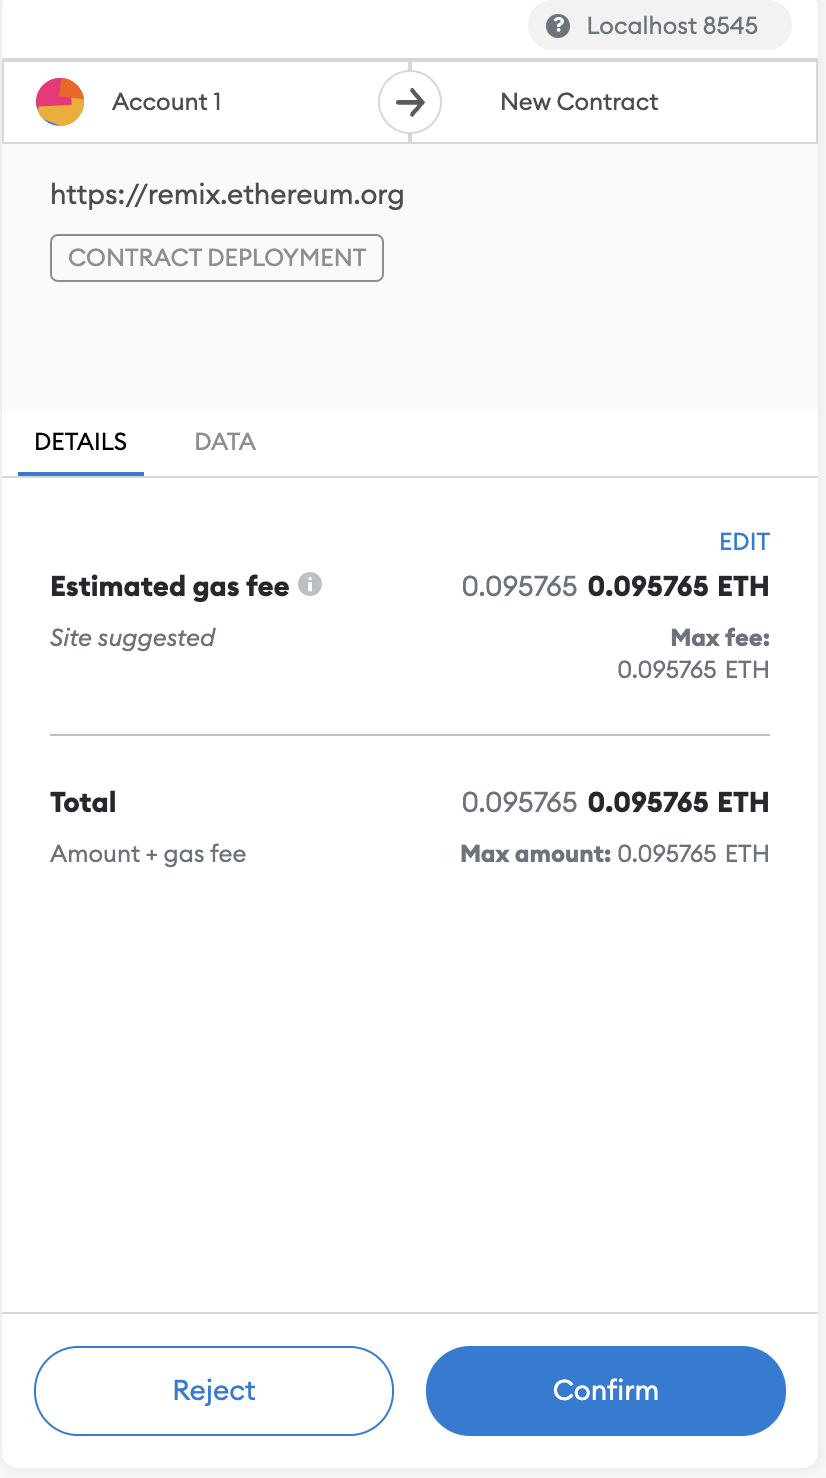 Localhost 8545
Account 1
New Contract
https://remix.ethereum.org
CONTRACT DEPLOYMENT
DETAILS
DATA
EDIT
Estimated gas fee
0.095765 0.095765 ETH
Site suggested
Max fee:
0.095765 ETH
Total
0.095765 0.095765 ETH
Amount + gas fee
Max amount: 0.095765 ETH
Reject
Confirm